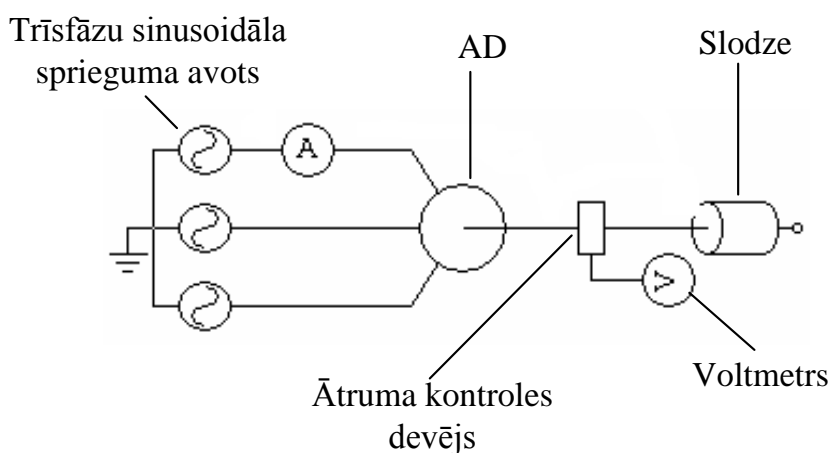 Trīsfāzu sinusoidāla
sprieguma avots
AD
Slodze
A
V
Voltmetrs
Ātruma kontroles
devējs